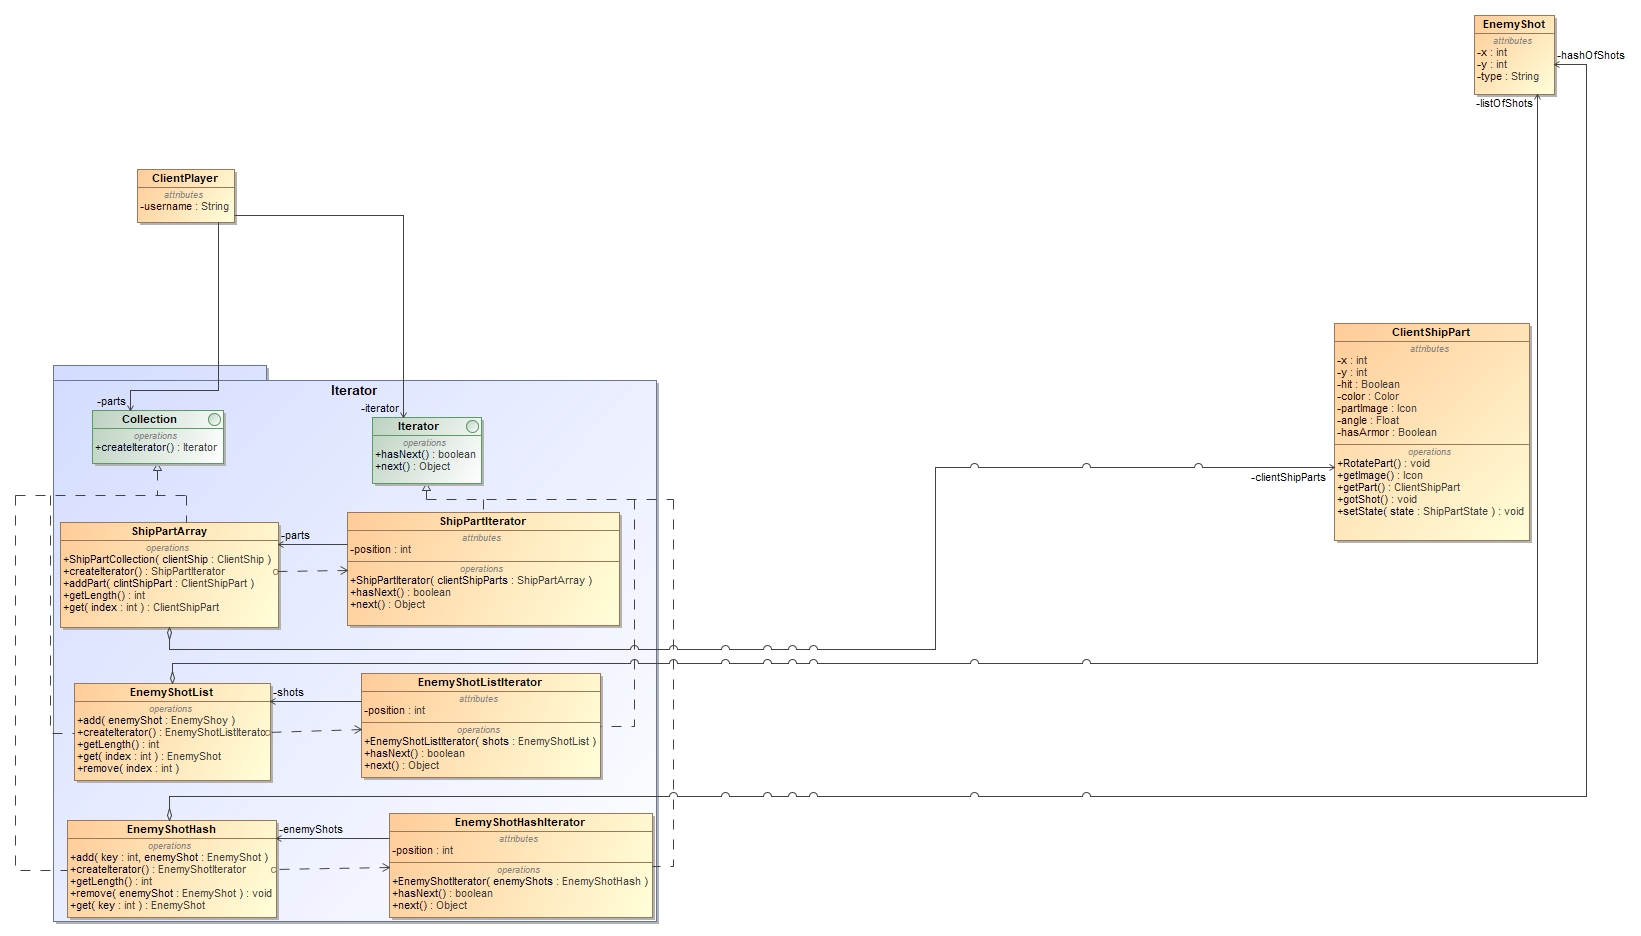 EnemyShot
attributes
-x : int
-y : int
-type : String
-hashOfShots
-listOfShots
ClientPlayer
attributes
-username : String
Iterator
-parts
-iterator
Collection
operations
+createIterator() : Iterator
Iterator
operations
+hasNext() : boolean
+next() : Object
ClientShipPart
attributes
-x : int
-y : int
-hit : Boolean
-color : Color
-partImage : Icon
-angle : Float
-hasArmor : Boolean
operations
+RotatePart() : void
+getImage() : Icon
+getPart() : ClientShipPart
+gotShot() : void
+setState( state : ShipPartState ) : void
-clientShipParts
ShipPartArray
operations
+ShipPartCollection( clientShip : ClientShip )
+createIterator() : ShipPartIterator
+addPart( clintShipPart : ClientShipPart )
+getLength() : int
+get( index : int ) : ClientShipPart
-parts
ShipPartIterator
attributes
-position : int
operations
+ShipPartIterator( clientShipParts : ShipPartArray )
+hasNext() : boolean
+next() : Object
EnemyShotList
operations
+add( enemyShot : EnemyShoy )
+createIterator() : EnemyShotListIterator
+getLength() : int
+get( index : int ) : EnemyShot
+remove( index : int )
-shots
EnemyShotListIterator
attributes
-position : int
operations
+EnemyShotListIterator( shots : EnemyShotList )
+hasNext() : boolean
+next() : Object
EnemyShotHash
operations
+add( key : int, enemyShot : EnemyShot )
+createIterator() : EnemyShotIterator
+getLength() : int
+remove( enemyShot : EnemyShot ) : void
+get( key : int ) : EnemyShot
-enemyShots
EnemyShotHashIterator
attributes
-position : int
operations
+EnemyShotIterator( enemyShots : EnemyShotHash )
+hasNext() : boolean
+next() : Object